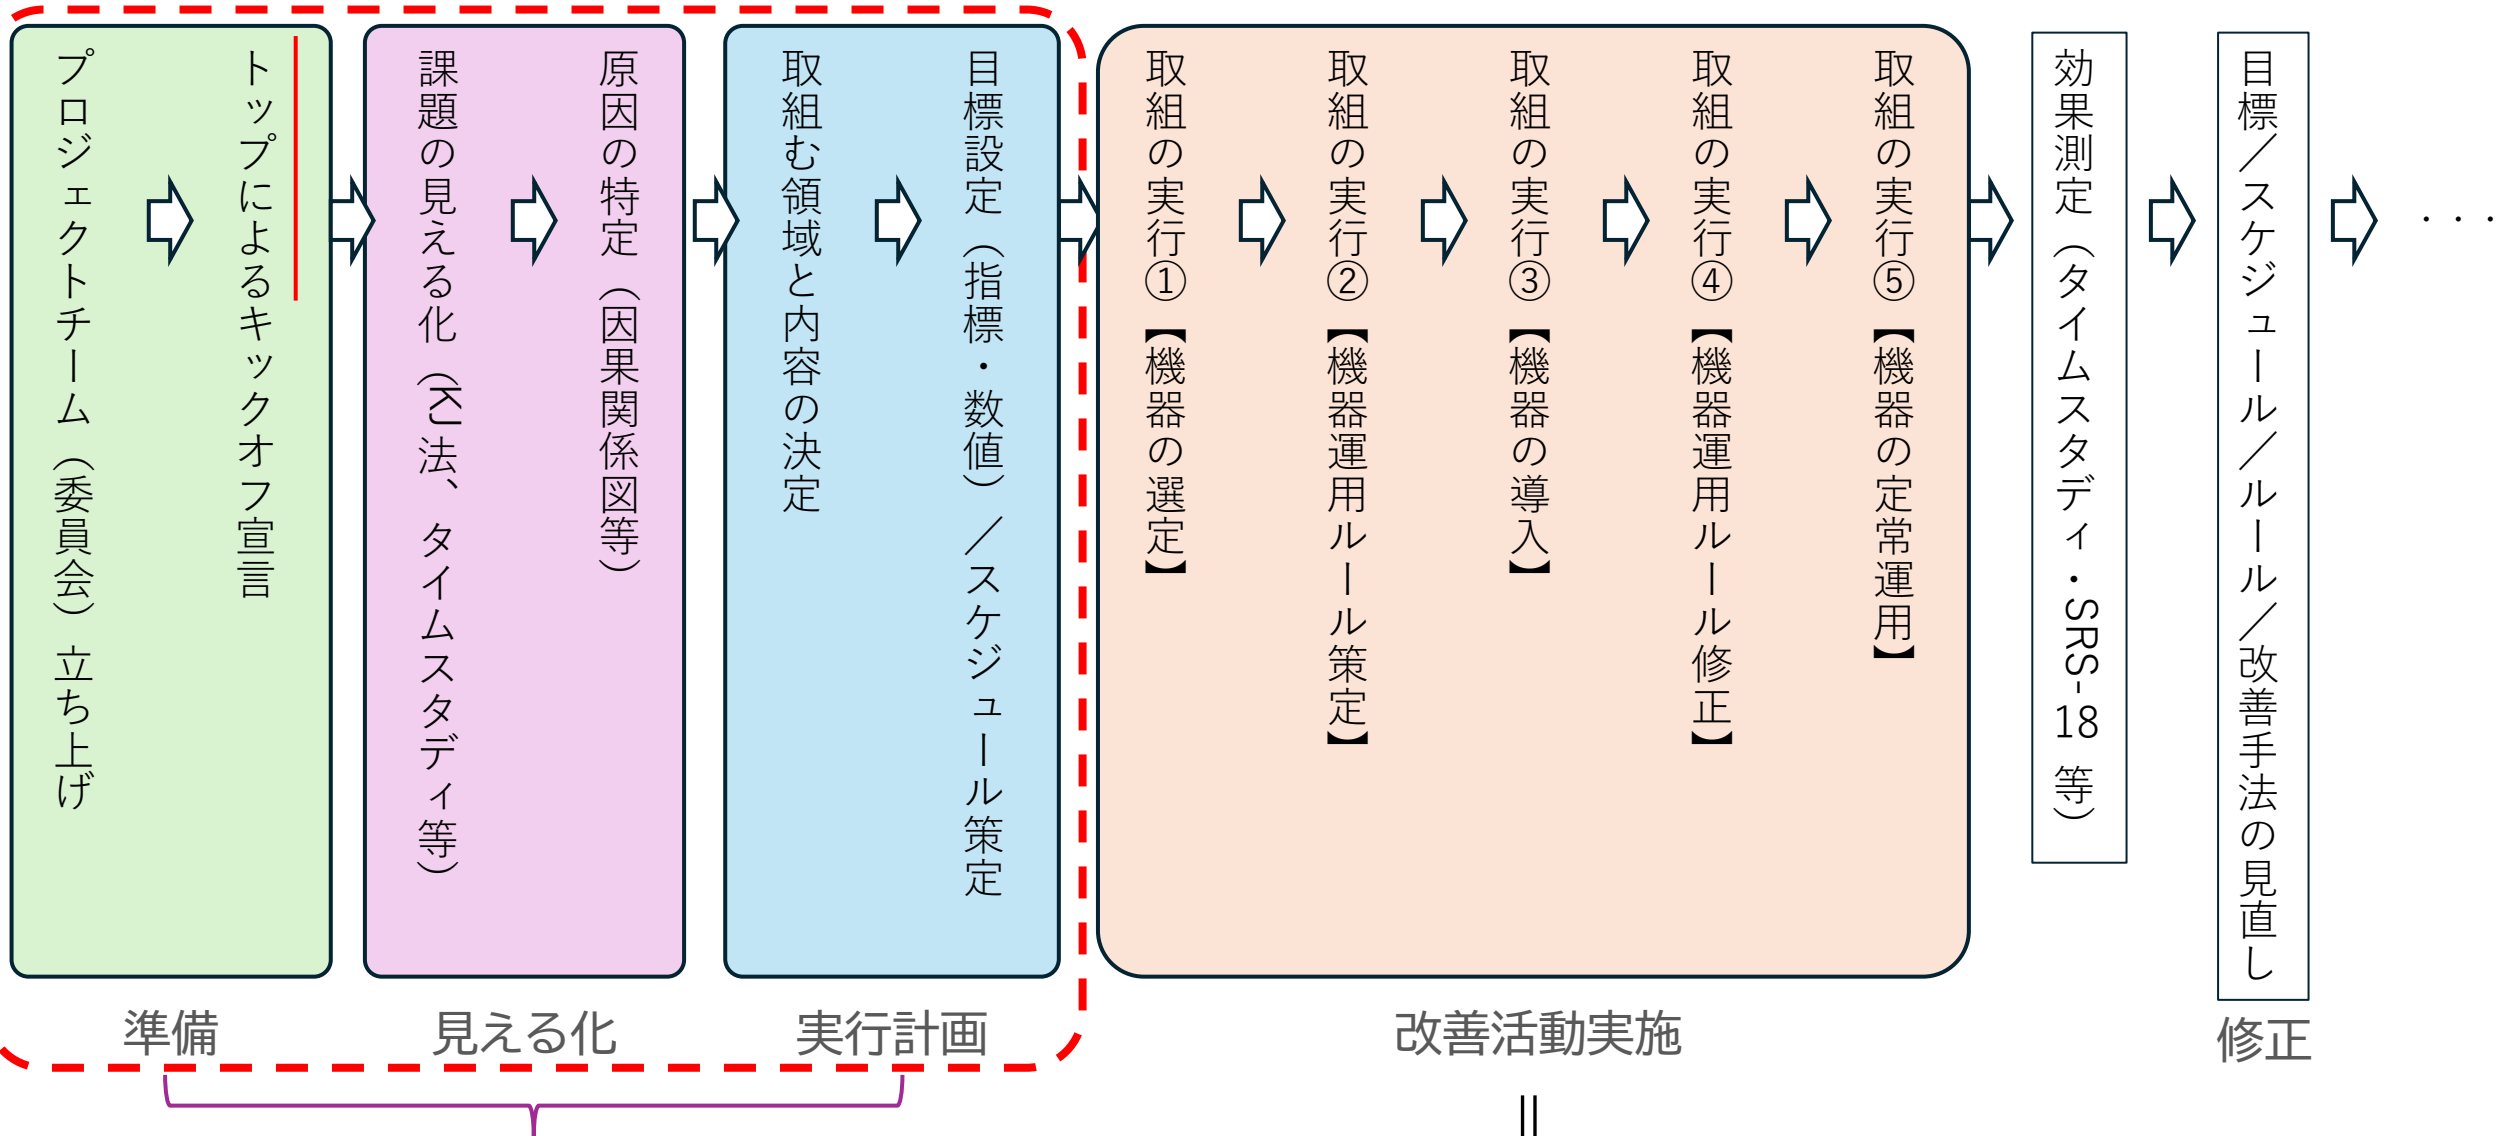 プロジェクトチーム（委員会）立ち上げ
トップによるキックオフ宣言
課題の見える化（KJ法、タイムスタディ等）
原因の特定（因果関係図等）
取組む領域と内容の決定
目標設定（指標・数値）／スケジュール策定
取組の実行①【機器の選定】
取組の実行②【機器運用ルール策定】
取組の実行③【機器の導入】
取組の実行④【機器運用ルール修正】
取組の実行⑤【機器の定常運用】
効果測定（タイムスタディ・SRS-18等）
目標／スケジュール／ルール／改善手法の見直し
・・・
準備
見える化
実行計画
改善活動実施
修正